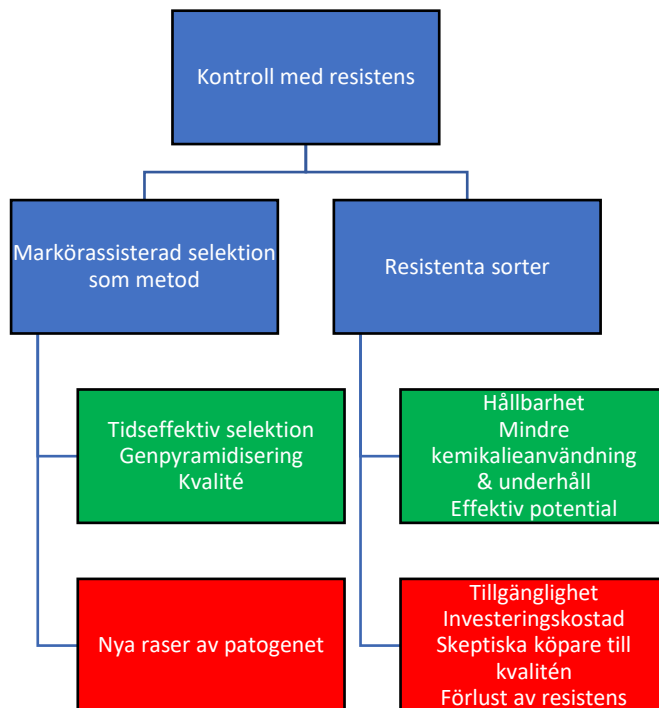 Kontroll med resistens
Markörassisterad selektion
som metod
Resistenta sorter
Tidseffektiv selektion
Genpyramidisering
Kvalité
Hållbarhet
Mindre
kemikalieanvändning
& underhåll
Effektiv potential
Nya raser av patogenet
Tillgänglighet
Investeringskostad
Skeptiska köpare till
kvalitén
Förlust av resistens